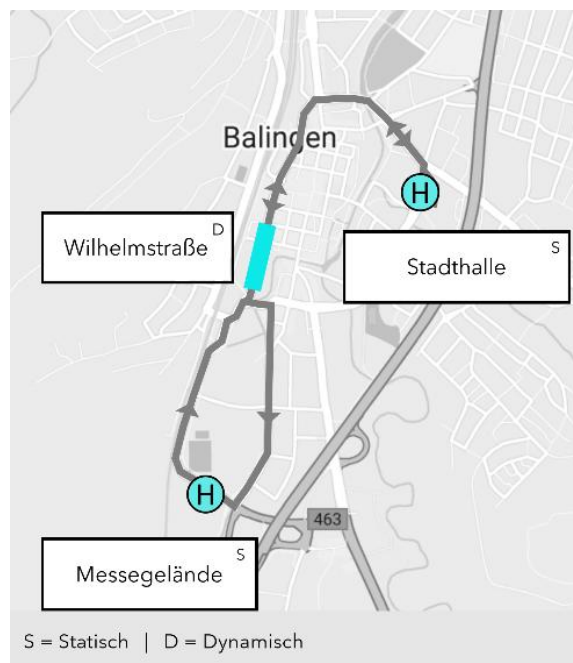 Balingen
H
D
Wilhelmstraße
S
Stadthalle
H
463
S
Messegelände
S = Statisch | D = Dynamisch